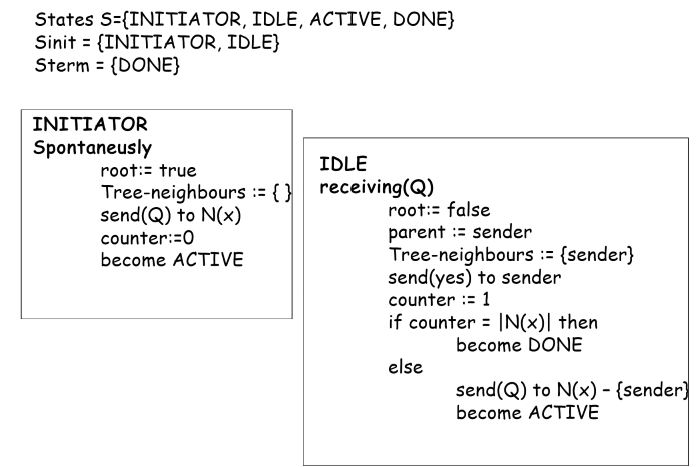 States S={INITIATOR, IDLE, ACTIVE, DONE}
Sinit = {INITIATOR, IDLE}
Sterm = {DONE}
INITIATOR
Spontaneusly
root:= true
Tree-neighbours := { }
send(Q) to N(x)
counter:=0
become ACTIVE
IDLE
receiving(Q)
root:= false
parent := sender
Tree-neighbours := {sender}
send(yes) to sender
counter := 1
if counter = |N(x)| then
become DONE
else
send(Q) to N(x) – {sender}
become ACTIVE